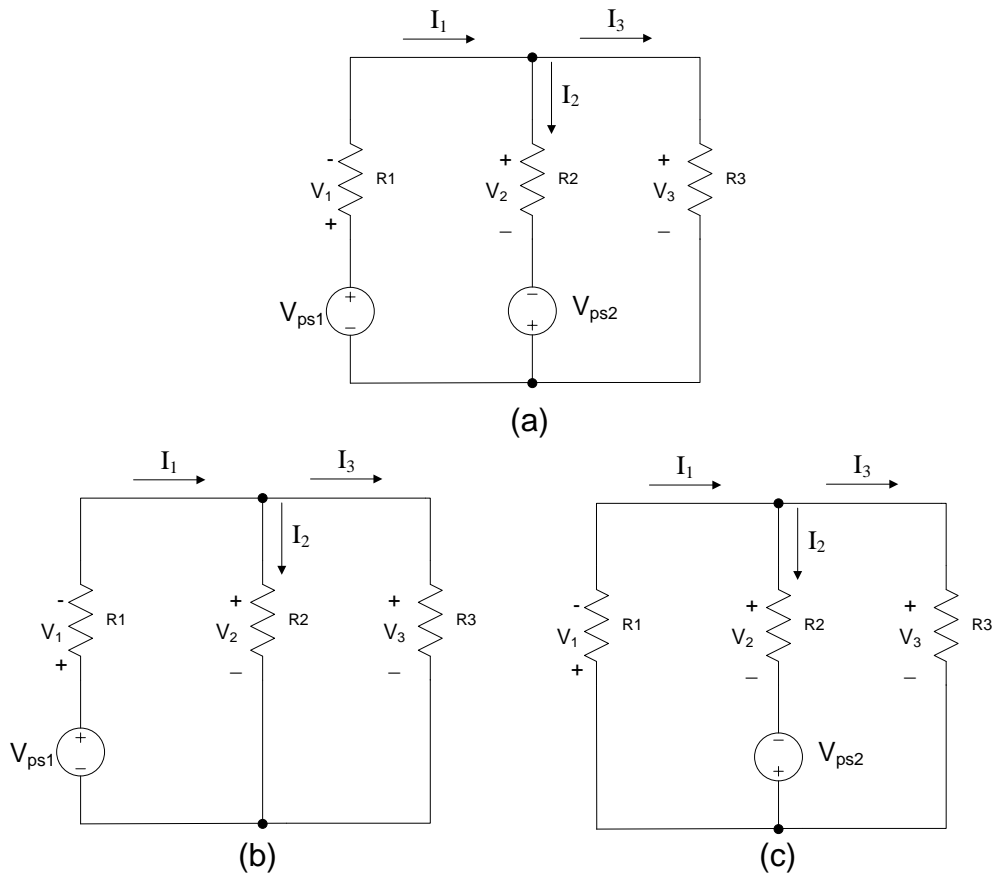 I1 I3
I2
- + +
V1 R1 V2 R2 V3 R3
+ – –
+ –
Vps1 Vps2
– +
(a)
I1 I3
I2
- + +
V1 R1 V2 R2 V3 R3
+ – –
+
Vps1
–
(b)
I1 I3
I2
- + +
V1 R1 V2 R2 V3 R3
+ – –
–
Vps2
+
(c)